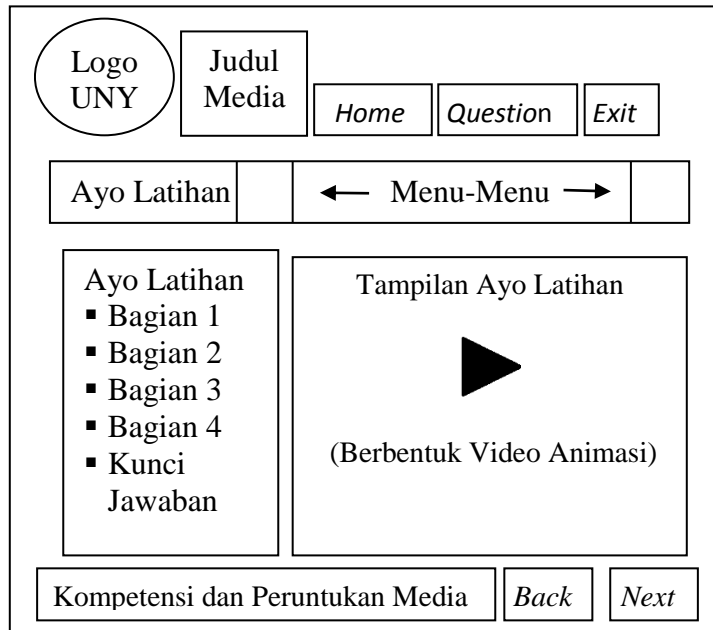 Logo
UNY
Judul
Media
Home
Question
Exit
Ayo Latihan
Menu-Menu
Ayo Latihan
▪ Bagian 1
▪ Bagian 2
▪ Bagian 3
▪ Bagian 4
▪ Kunci
Jawaban
Tampilan Ayo Latihan
(Berbentuk Video Animasi)
Kompetensi dan Peruntukan Media
Back
Next